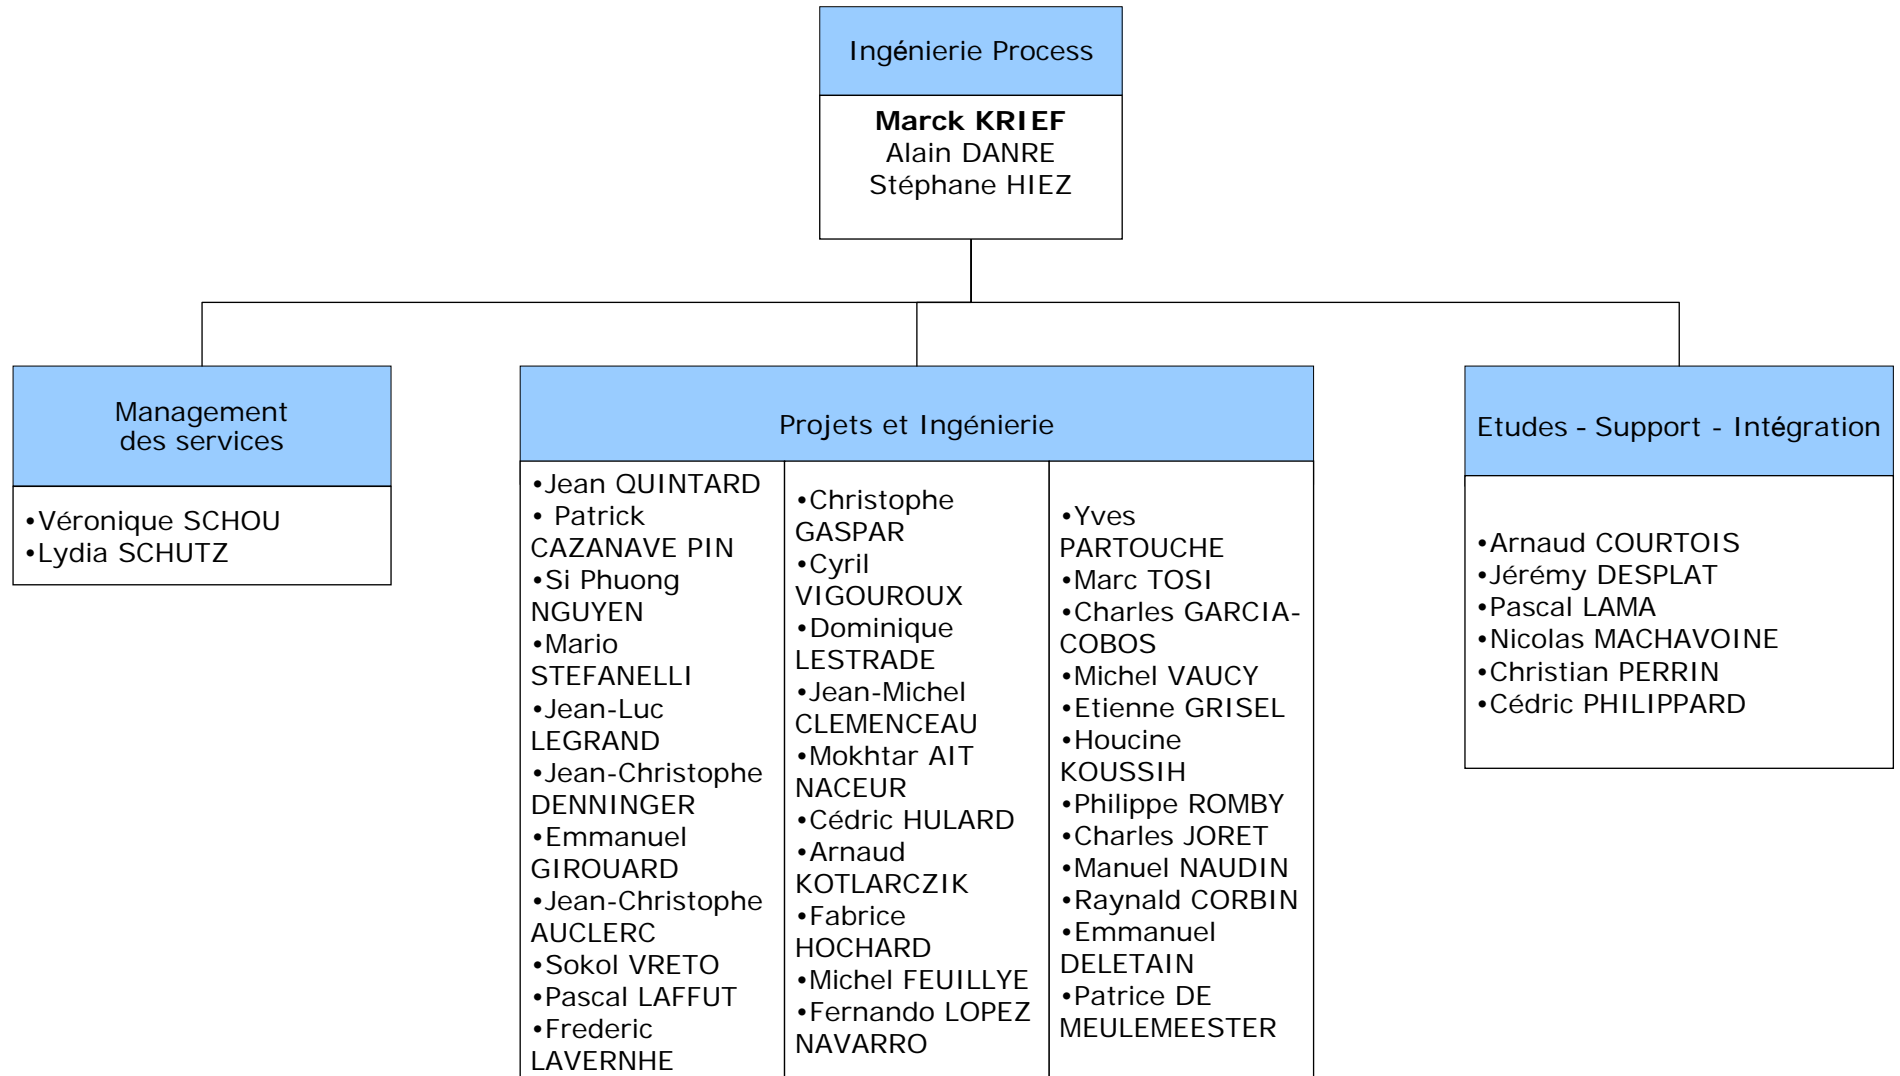 Ingénierie Process
Marck KRIEF
Alain DANRE
Stéphane HIEZ
Management
des services
•Véronique SCHOU
•Lydia SCHUTZ
Projets et Ingénierie
•Jean QUINTARD
• Patrick
CAZANAVE PIN
•Si Phuong
NGUYEN
•Mario
STEFANELLI
•Jean-Luc
LEGRAND
•Jean-Christophe
DENNINGER
•Emmanuel
GIROUARD
•Jean-Christophe
AUCLERC
•Sokol VRETO
•Pascal LAFFUT
•Frederic
LAVERNHE
•Christophe
GASPAR
•Cyril
VIGOUROUX
•Dominique
LESTRADE
•Jean-Michel
CLEMENCEAU
•Mokhtar AIT
NACEUR
•Cédric HULARD
•Arnaud
KOTLARCZIK
•Fabrice
HOCHARD
•Michel FEUILLYE
•Fernando LOPEZ
NAVARRO
•Yves
PARTOUCHE
•Marc TOSI
•Charles GARCIA-
COBOS
•Michel VAUCY
•Etienne GRISEL
•Houcine
KOUSSIH
•Philippe ROMBY
•Charles JORET
•Manuel NAUDIN
•Raynald CORBIN
•Emmanuel
DELETAIN
•Patrice DE
MEULEMEESTER
Etudes - Support - Intégration
•Arnaud COURTOIS
•Jérémy DESPLAT
•Pascal LAMA
•Nicolas MACHAVOINE
•Christian PERRIN
•Cédric PHILIPPARD